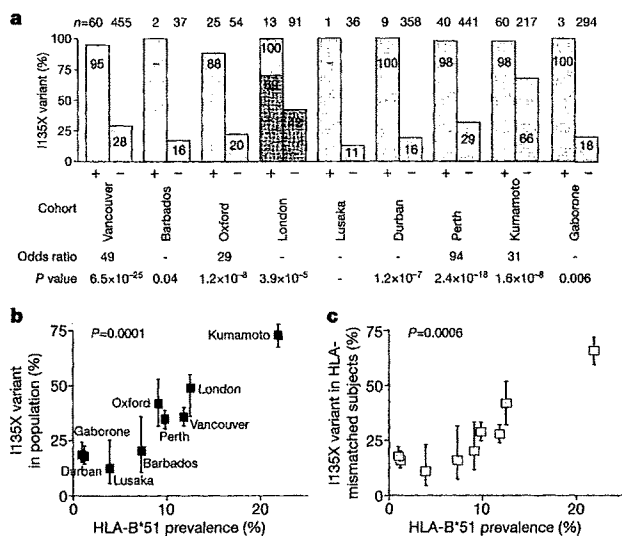 a
n=60 455 2 37 25 54 13 91 1 36 9 358 40 441 60 217 3 294
I135X variant (%)
100
75
50
25
0
95 28 - 16 88 20 100 - 11 100 16 98 29 98 66 100 18
+ − + − + − + − + − + − + − + − + −
Cohort
Vancouver
Barbados
Oxford
London
Lusaka
Durban
Perth
Kumamoto
Gaborone
Odds ratio 49 - 29 - - - 94 31 -
P value 6.5×10⁻²⁵ 0.04 1.2×10⁻⁸ 3.9×10⁻⁵ - 1.2×10⁻⁷ 2.4×10⁻¹⁸ 1.6×10⁻⁸ 0.006
b
P=0.0001
I135X variant
in population (%)
75
50
25
0
Kumamoto
London
Oxford
Vancouver
Perth
Gaborone
Barbados
Durban
Lusaka
0 10 20
HLA-B*51 prevalence (%)
c
P=0.0006
I135X variant in HLA-
mismatched subjects (%)
75
50
25
0
0 10 20
HLA-B*51 prevalence (%)